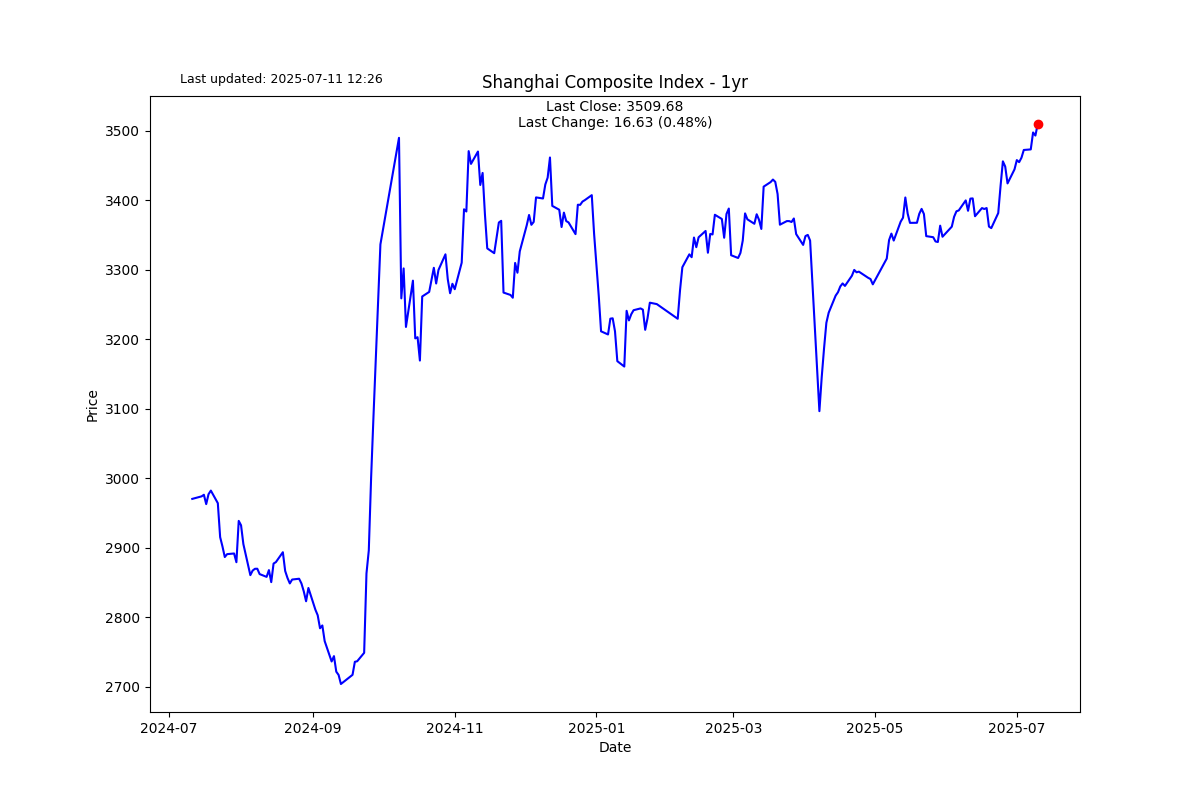 Last updated: 2025-07-11 12:26
Shanghai Composite Index - 1yr
Last Close: 3509.68
Last Change: 16.63 (0.48%)
Price
3500
3400
3300
3200
3100
3000
2900
2800
2700
2024-07
2024-09
2024-11
2025-01
2025-03
2025-05
2025-07
Date